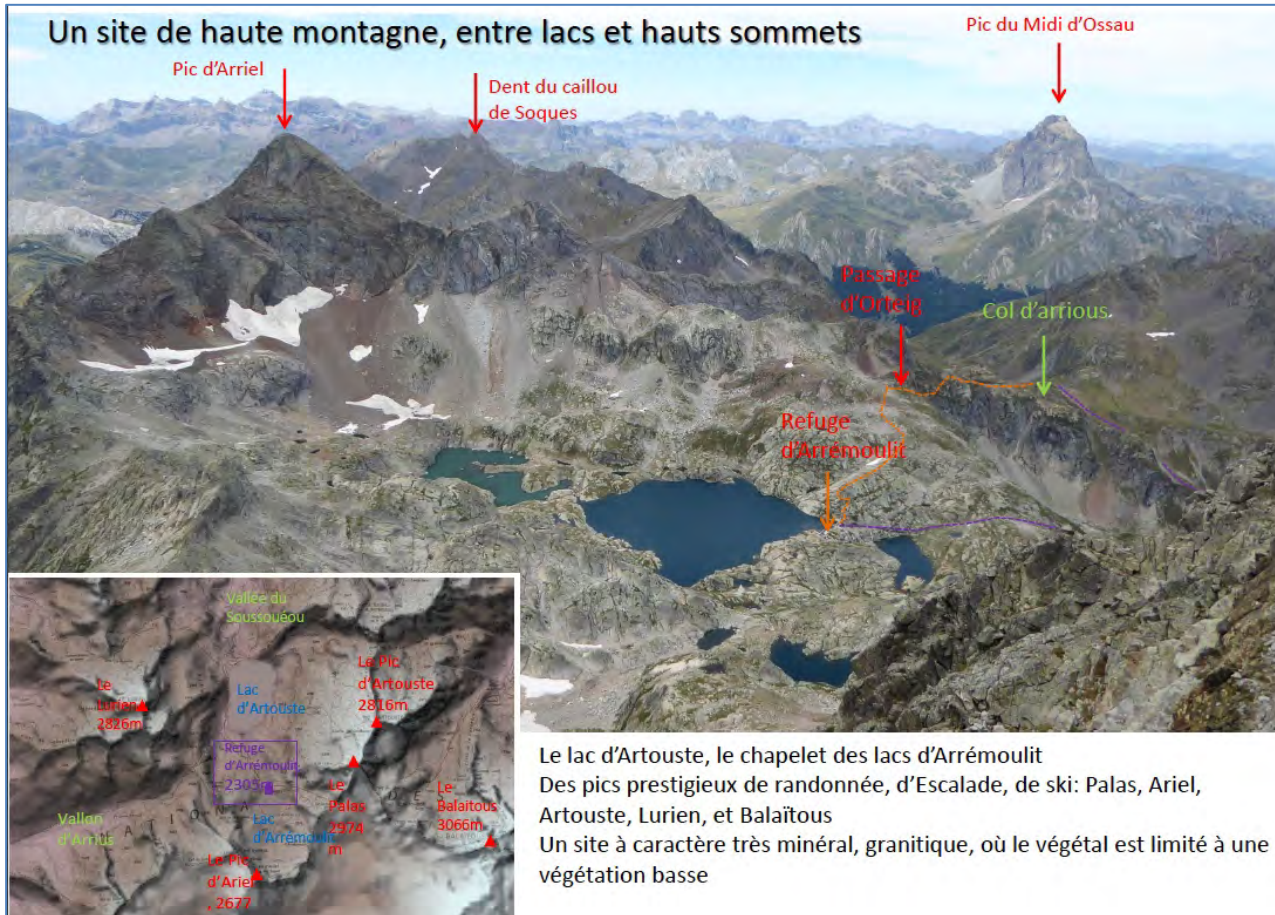 Un site de haute montagne, entre lacs et hauts sommets
Pic du Midi d'Ossau
Pic d'Arriel
Dent du caillou
de Soques
Passage
d'Orteig
Col d'arrious
Refuge
d'Arrémoulit
Vallée du
Soussouéou
Le
Lurien
2826m
Lac
d'Artouste
Le Pic
d'Artouste
2816m
Refuge
d'Arrémoulit
2305m
Le
Palas
2974
m
Le
Balaitous
3066m
Vallon
d'Arrius
Lac
d'Arrémoulit
Le Pic
d'Ariel
, 2677
Le lac d'Artouste, le chapelet des lacs d'Arrémoulit
Des pics prestigieux de randonnée, d'Escalade, de ski: Palas, Ariel,
Artouste, Lurien, et Balaïtous
Un site à caractère très minéral, granitique, où le végétal est limité à une
végétation basse